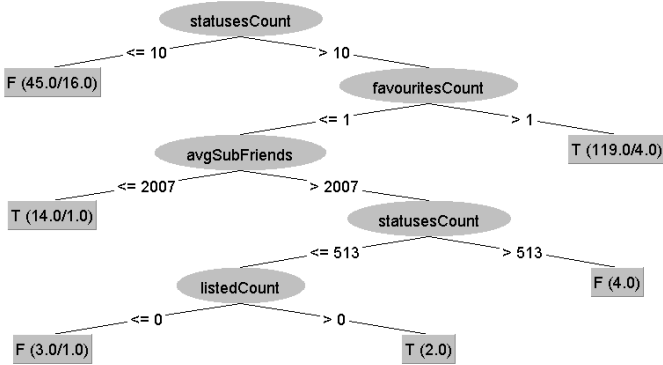 statusesCount
<= 10 > 10
F (45.0/16.0)
favouritesCount
<= 1 > 1
avgSubFriends
T (119.0/4.0)
<= 2007 > 2007
T (14.0/1.0)
statusesCount
<= 513 > 513
listedCount
F (4.0)
<= 0 > 0
F (3.0/1.0)
T (2.0)